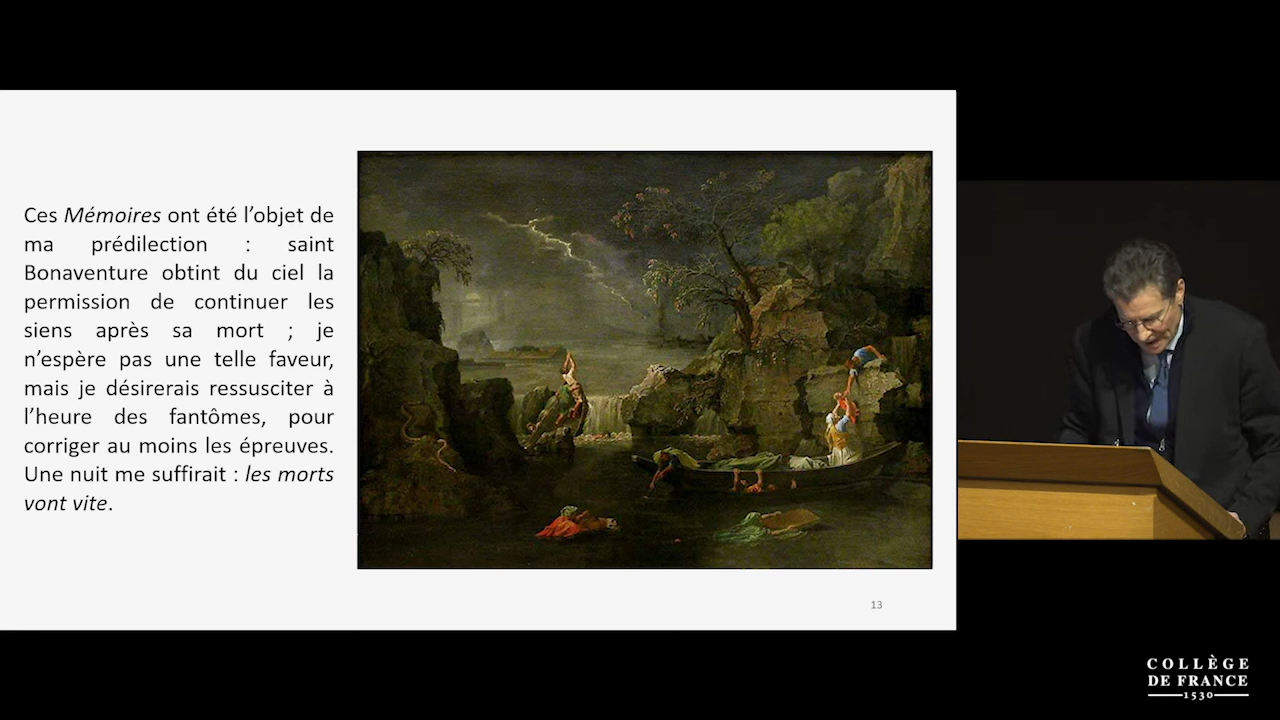 Ces Mémoires ont été l’objet de
ma prédilection : saint
Bonaventure obtint du ciel la
permission de continuer les
siens après sa mort ; je
n’espère pas une telle faveur,
mais je désirerais ressusciter à
l’heure des fantômes, pour
corriger au moins les épreuves.
Une nuit me suffirait : les morts
vont vite.
13
COLLÈGE
DE FRANCE
1530